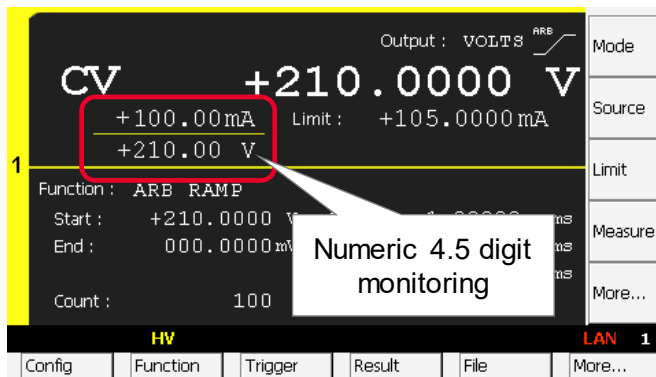 Output : VOLTS ARB
CV +210.0000 V
+100.00mA Limit : +105.0000mA
+210.00 V
1
Function : ARB RAMP
Start : +210.0000 ms
End : 000.0000mV ms
ms
Count : 100
Numeric 4.5 digit
monitoring
Mode
Source
Limit
Measure
More...
HV LAN 1
Config Function Trigger Result File More...